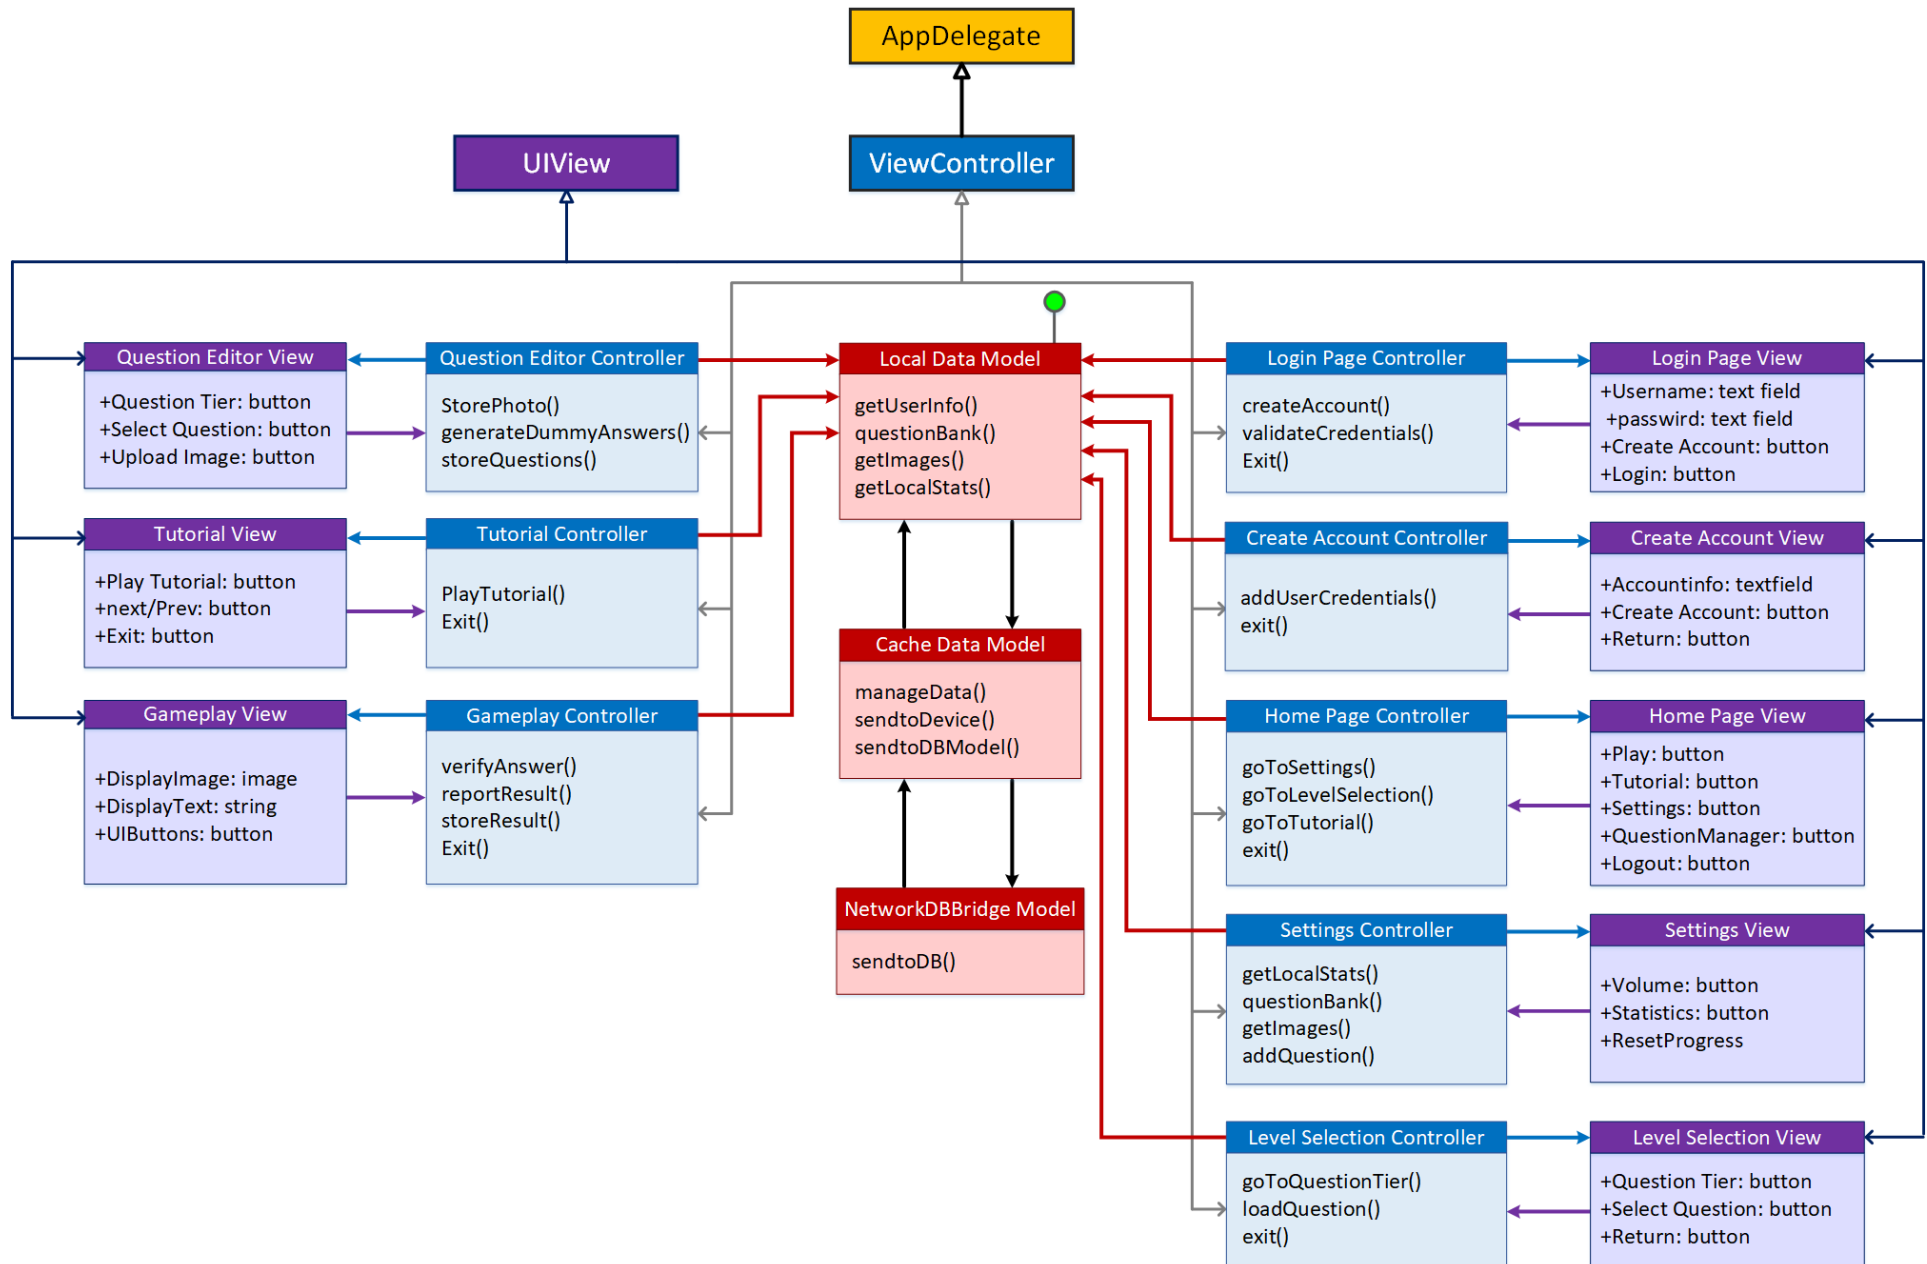 AppDelegate
UIView
ViewController
Question Editor View
+Question Tier: button
+Select Question: button
+Upload Image: button
Question Editor Controller
StorePhoto()
generateDummyAnswers()
storeQuestions()
Local Data Model
getUserInfo()
questionBank()
getImages()
getLocalStats()
Login Page Controller
createAccount()
validateCredentials()
Exit()
Login Page View
+Username: text field
+passwird: text field
+Create Account: button
+Login: button
Tutorial View
+Play Tutorial: button
+next/Prev: button
+Exit: button
Tutorial Controller
PlayTutorial()
Exit()
Create Account Controller
addUserCredentials()
exit()
Create Account View
+Accountinfo: textfield
+Create Account: button
+Return: button
Cache Data Model
manageData()
sendtoDevice()
sendtoDBModel()
Gameplay View
+DisplayImage: image
+DisplayText: string
+UIButtons: button
Gameplay Controller
verifyAnswer()
reportResult()
storeResult()
Exit()
Home Page Controller
goToSettings()
goToLevelSelection()
goToTutorial()
exit()
Home Page View
+Play: button
+Tutorial: button
+Settings: button
+QuestionManager: button
+Logout: button
NetworkDBBridge Model
sendtoDB()
Settings Controller
getLocalStats()
questionBank()
getImages()
addQuestion()
Settings View
+Volume: button
+Statistics: button
+ResetProgress
Level Selection Controller
goToQuestionTier()
loadQuestion()
exit()
Level Selection View
+Question Tier: button
+Select Question: button
+Return: button